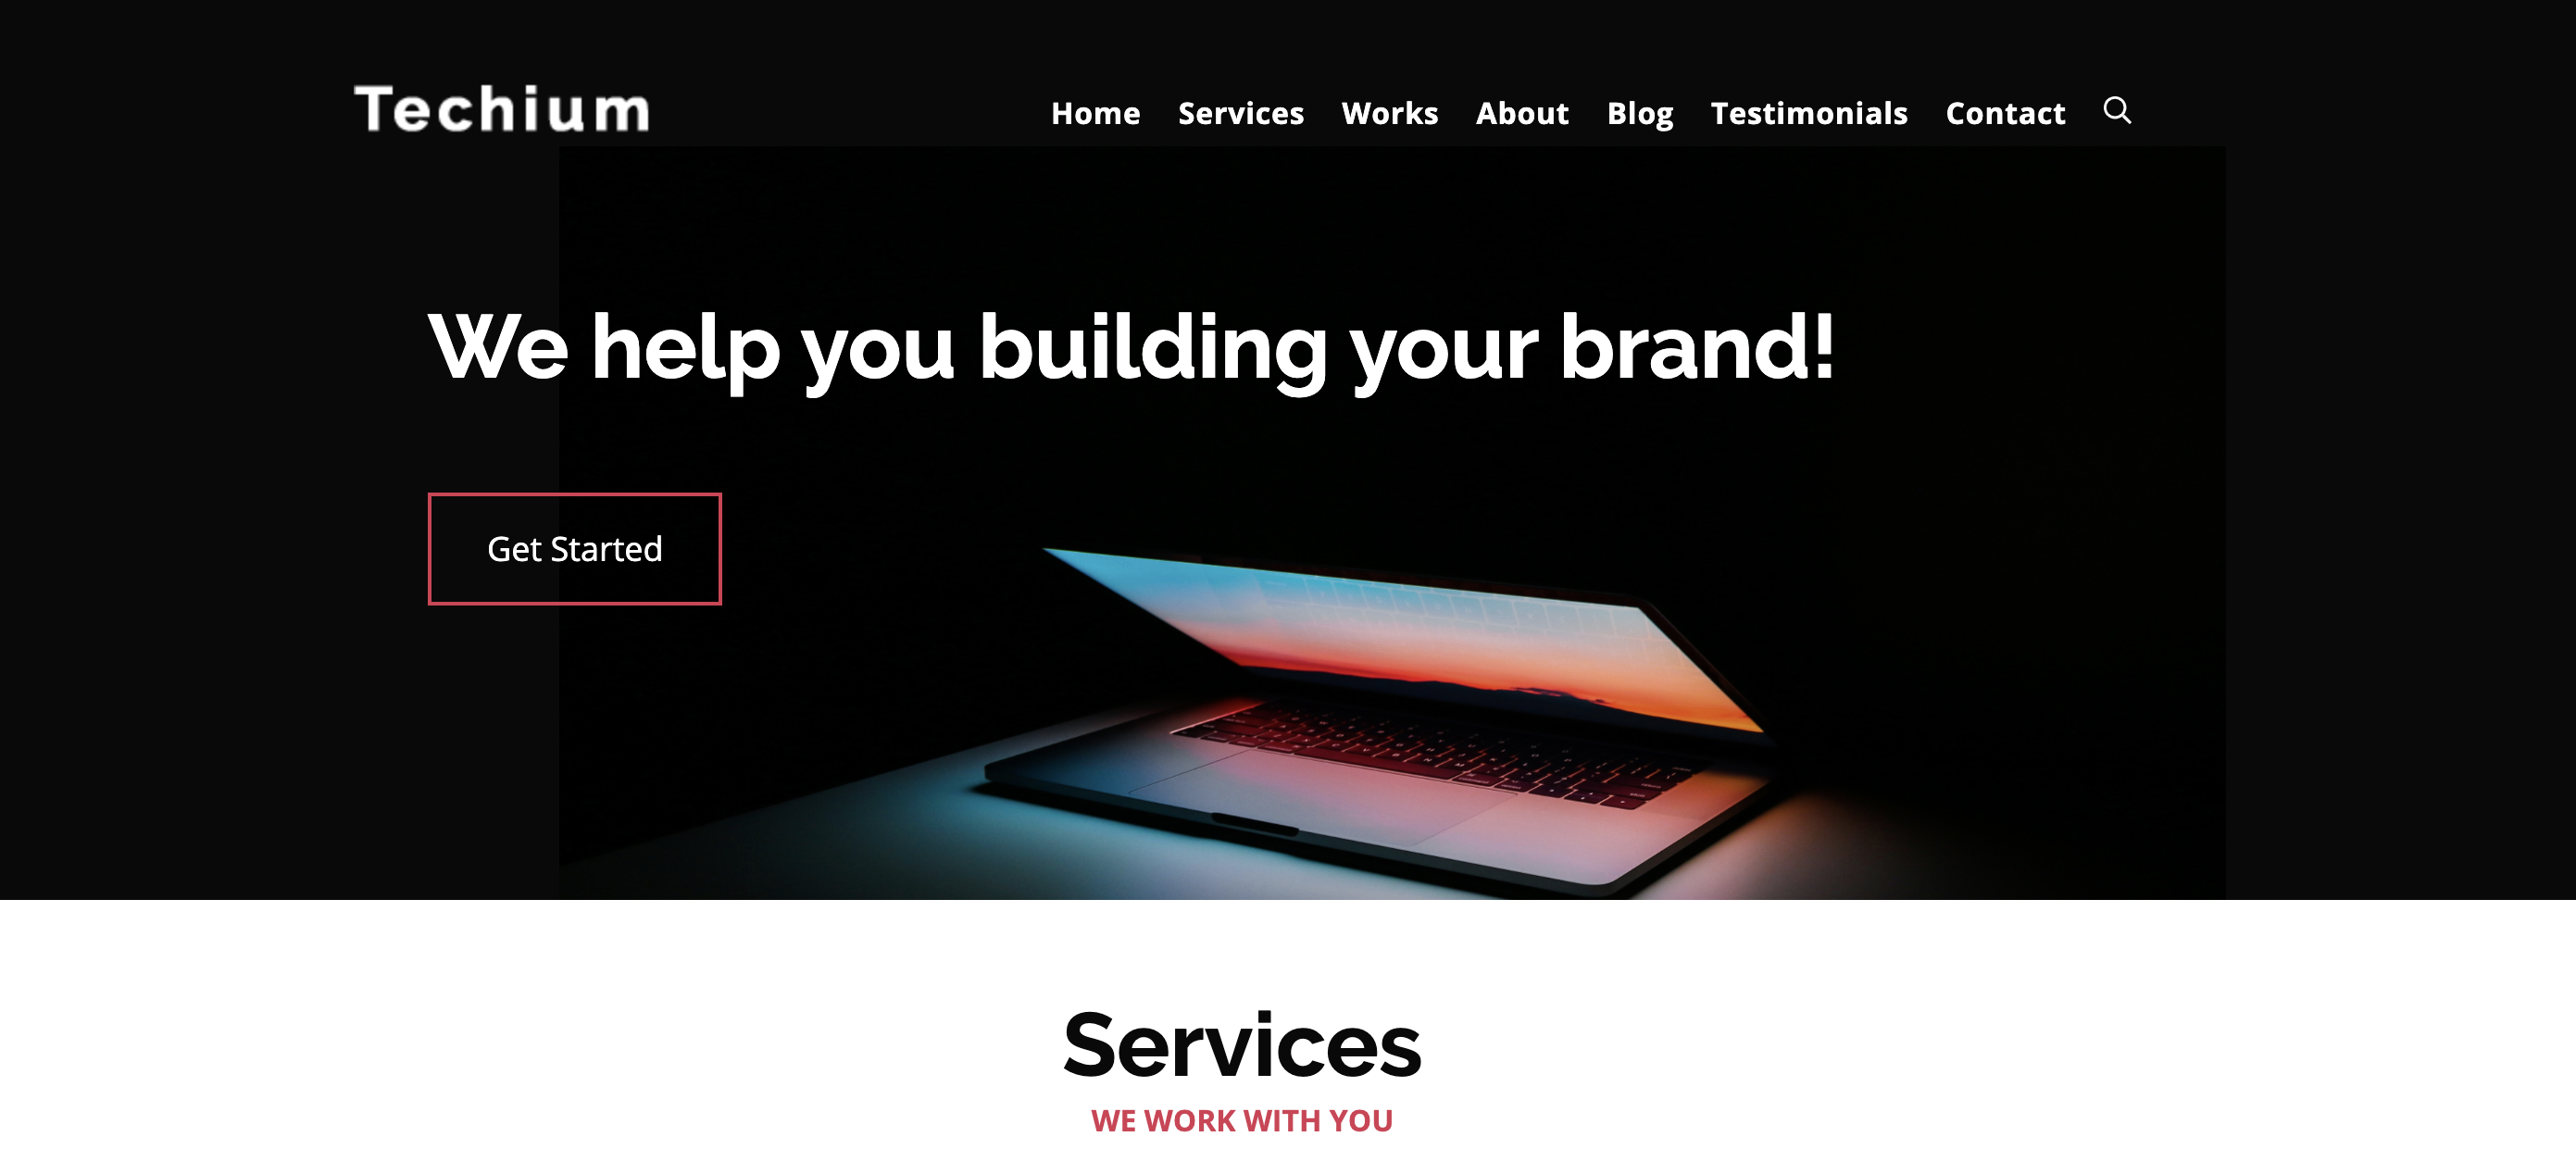 Techium
Home Services Works About Blog Testimonials Contact
We help you building your brand!
Get Started
Services
WE WORK WITH YOU